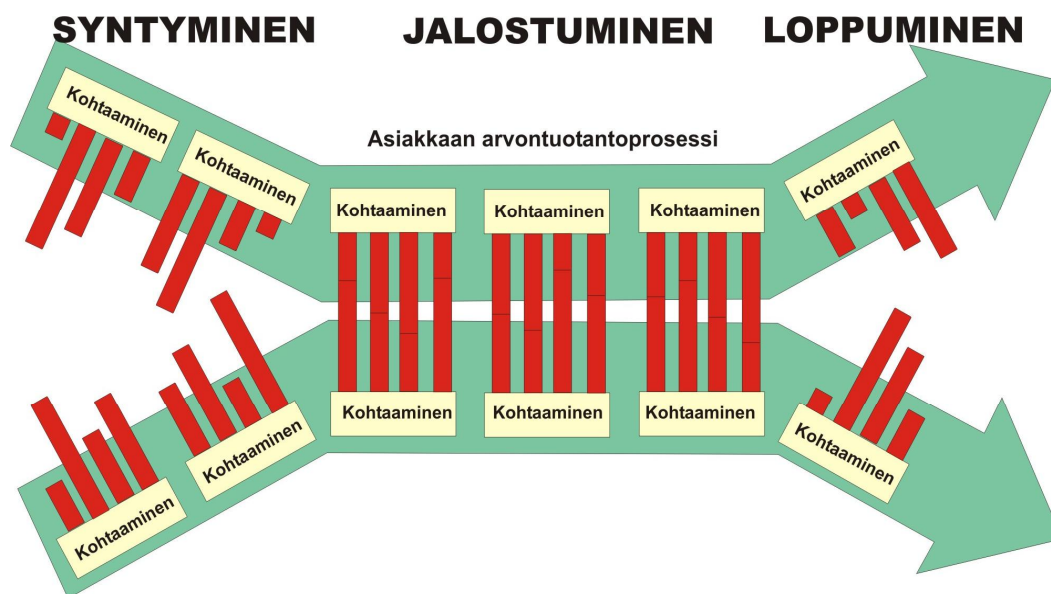 SYNTYMINEN
JALOSTUMINEN
LOPPUMINEN
Asiakkaan arvontuotantoprosessi
Kohtaaminen
Kohtaaminen
Kohtaaminen
Kohtaaminen
Kohtaaminen
Kohtaaminen
Kohtaaminen
Kohtaaminen
Kohtaaminen
Kohtaaminen
Kohtaaminen
Kohtaaminen